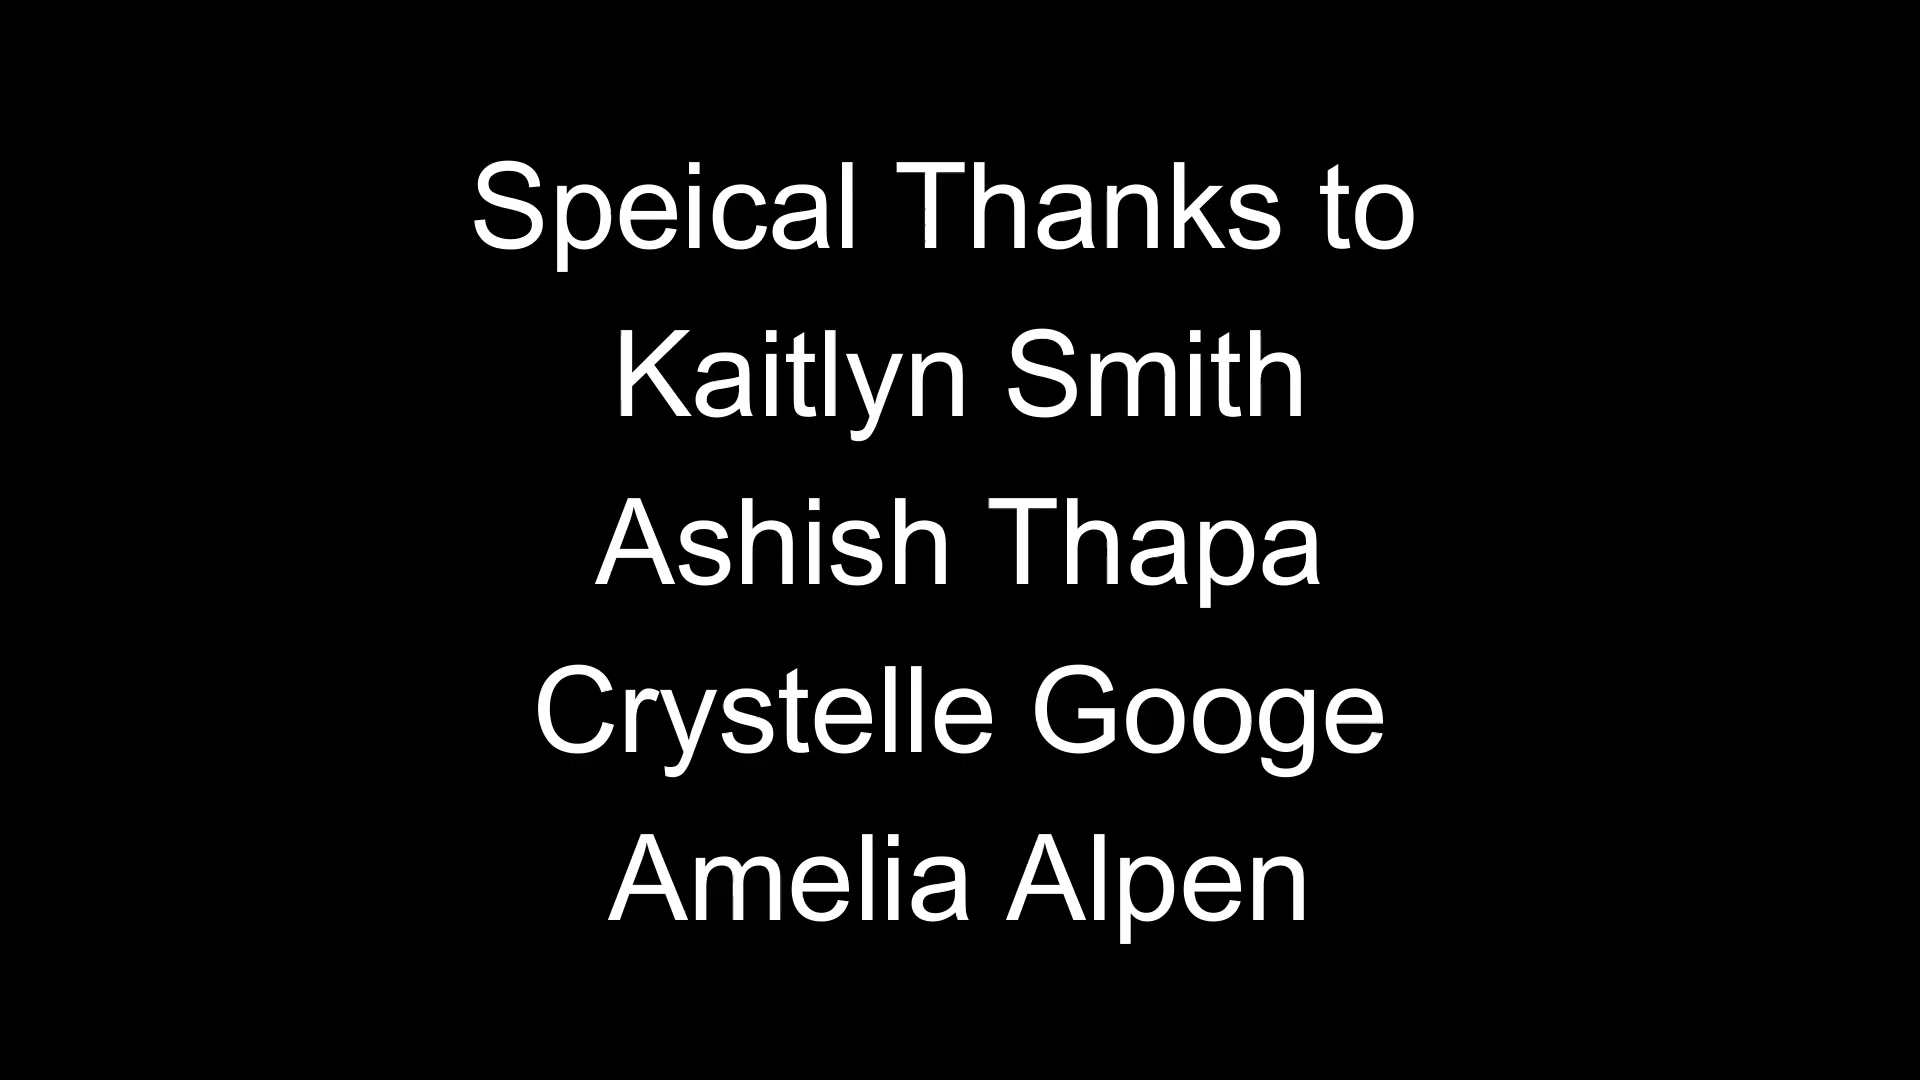 Speical Thanks to
Kaitlyn Smith
Ashish Thapa
Crystelle Googe
Amelia Alpen